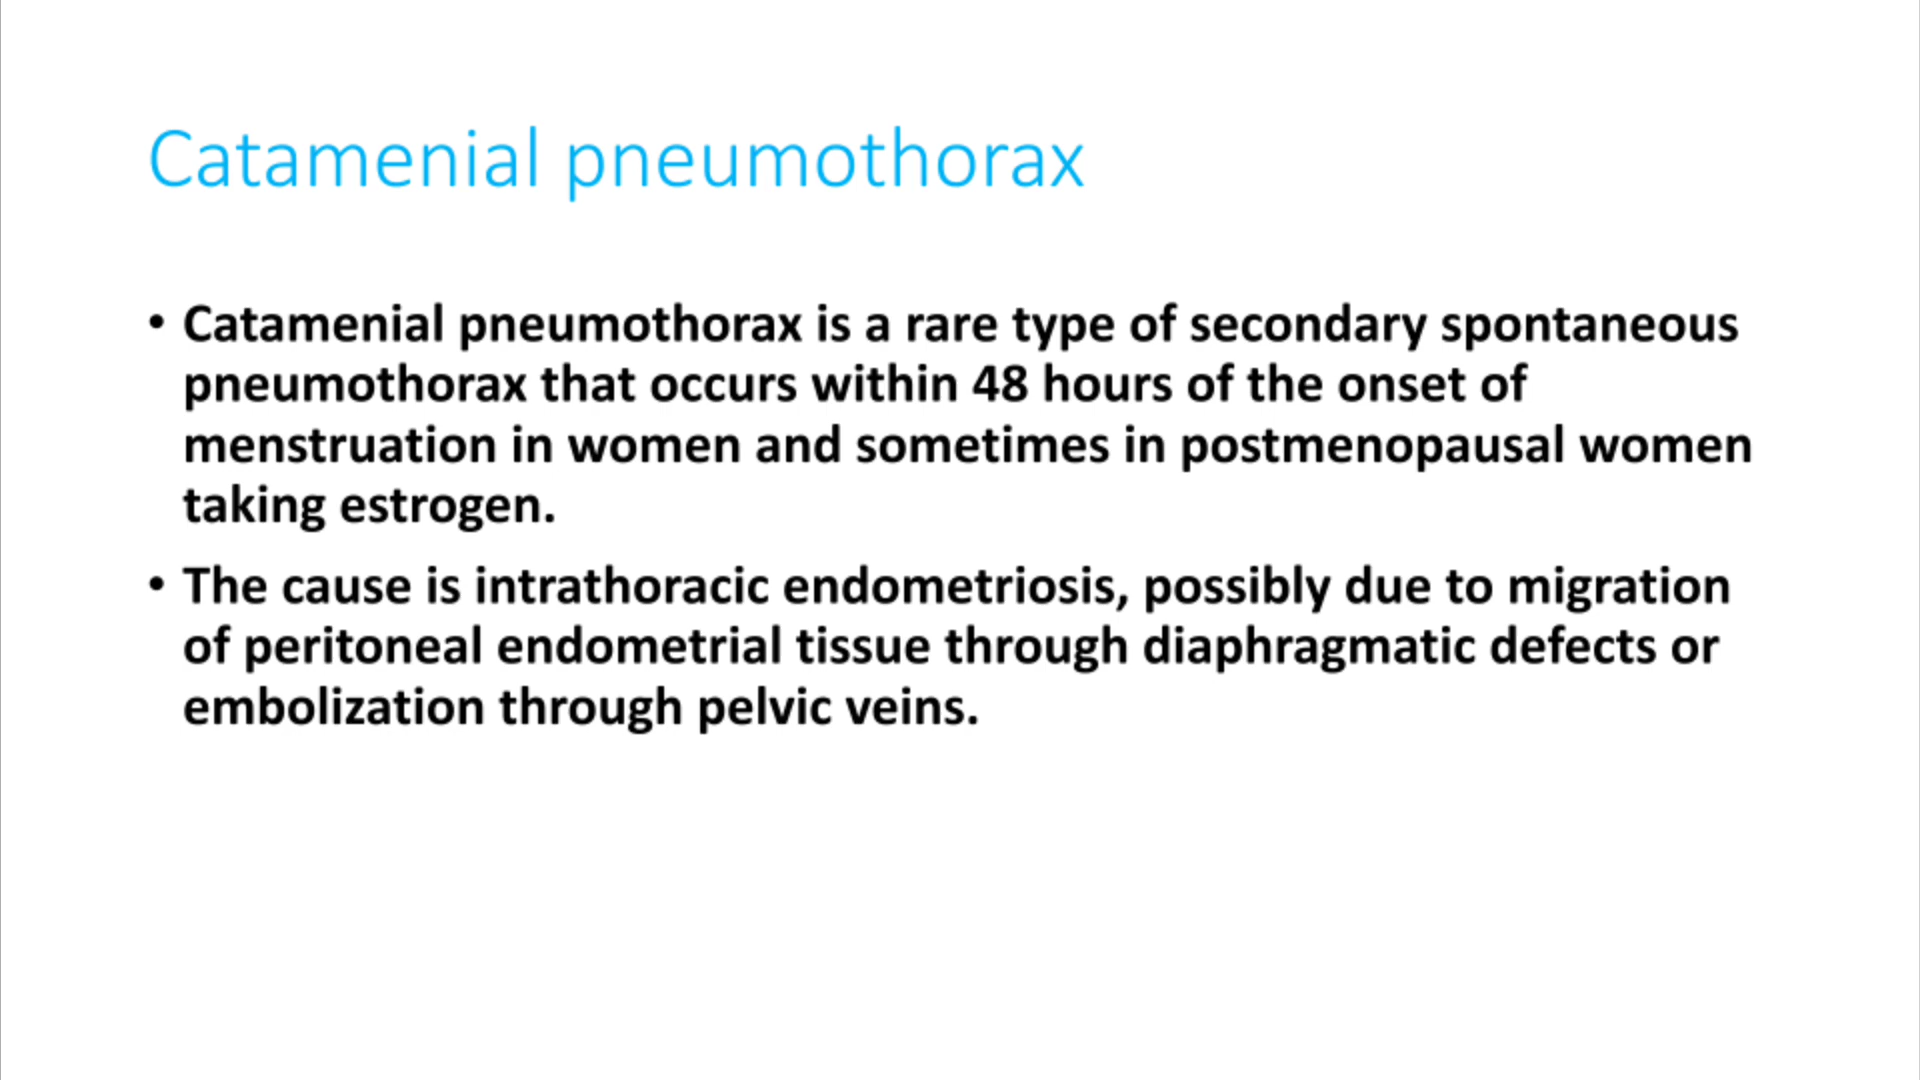 Catamenial pneumothorax
• Catamenial pneumothorax is a rare type of secondary spontaneous
pneumothorax that occurs within 48 hours of the onset of
menstruation in women and sometimes in postmenopausal women
taking estrogen.
• The cause is intrathoracic endometriosis, possibly due to migration
of peritoneal endometrial tissue through diaphragmatic defects or
embolization through pelvic veins.